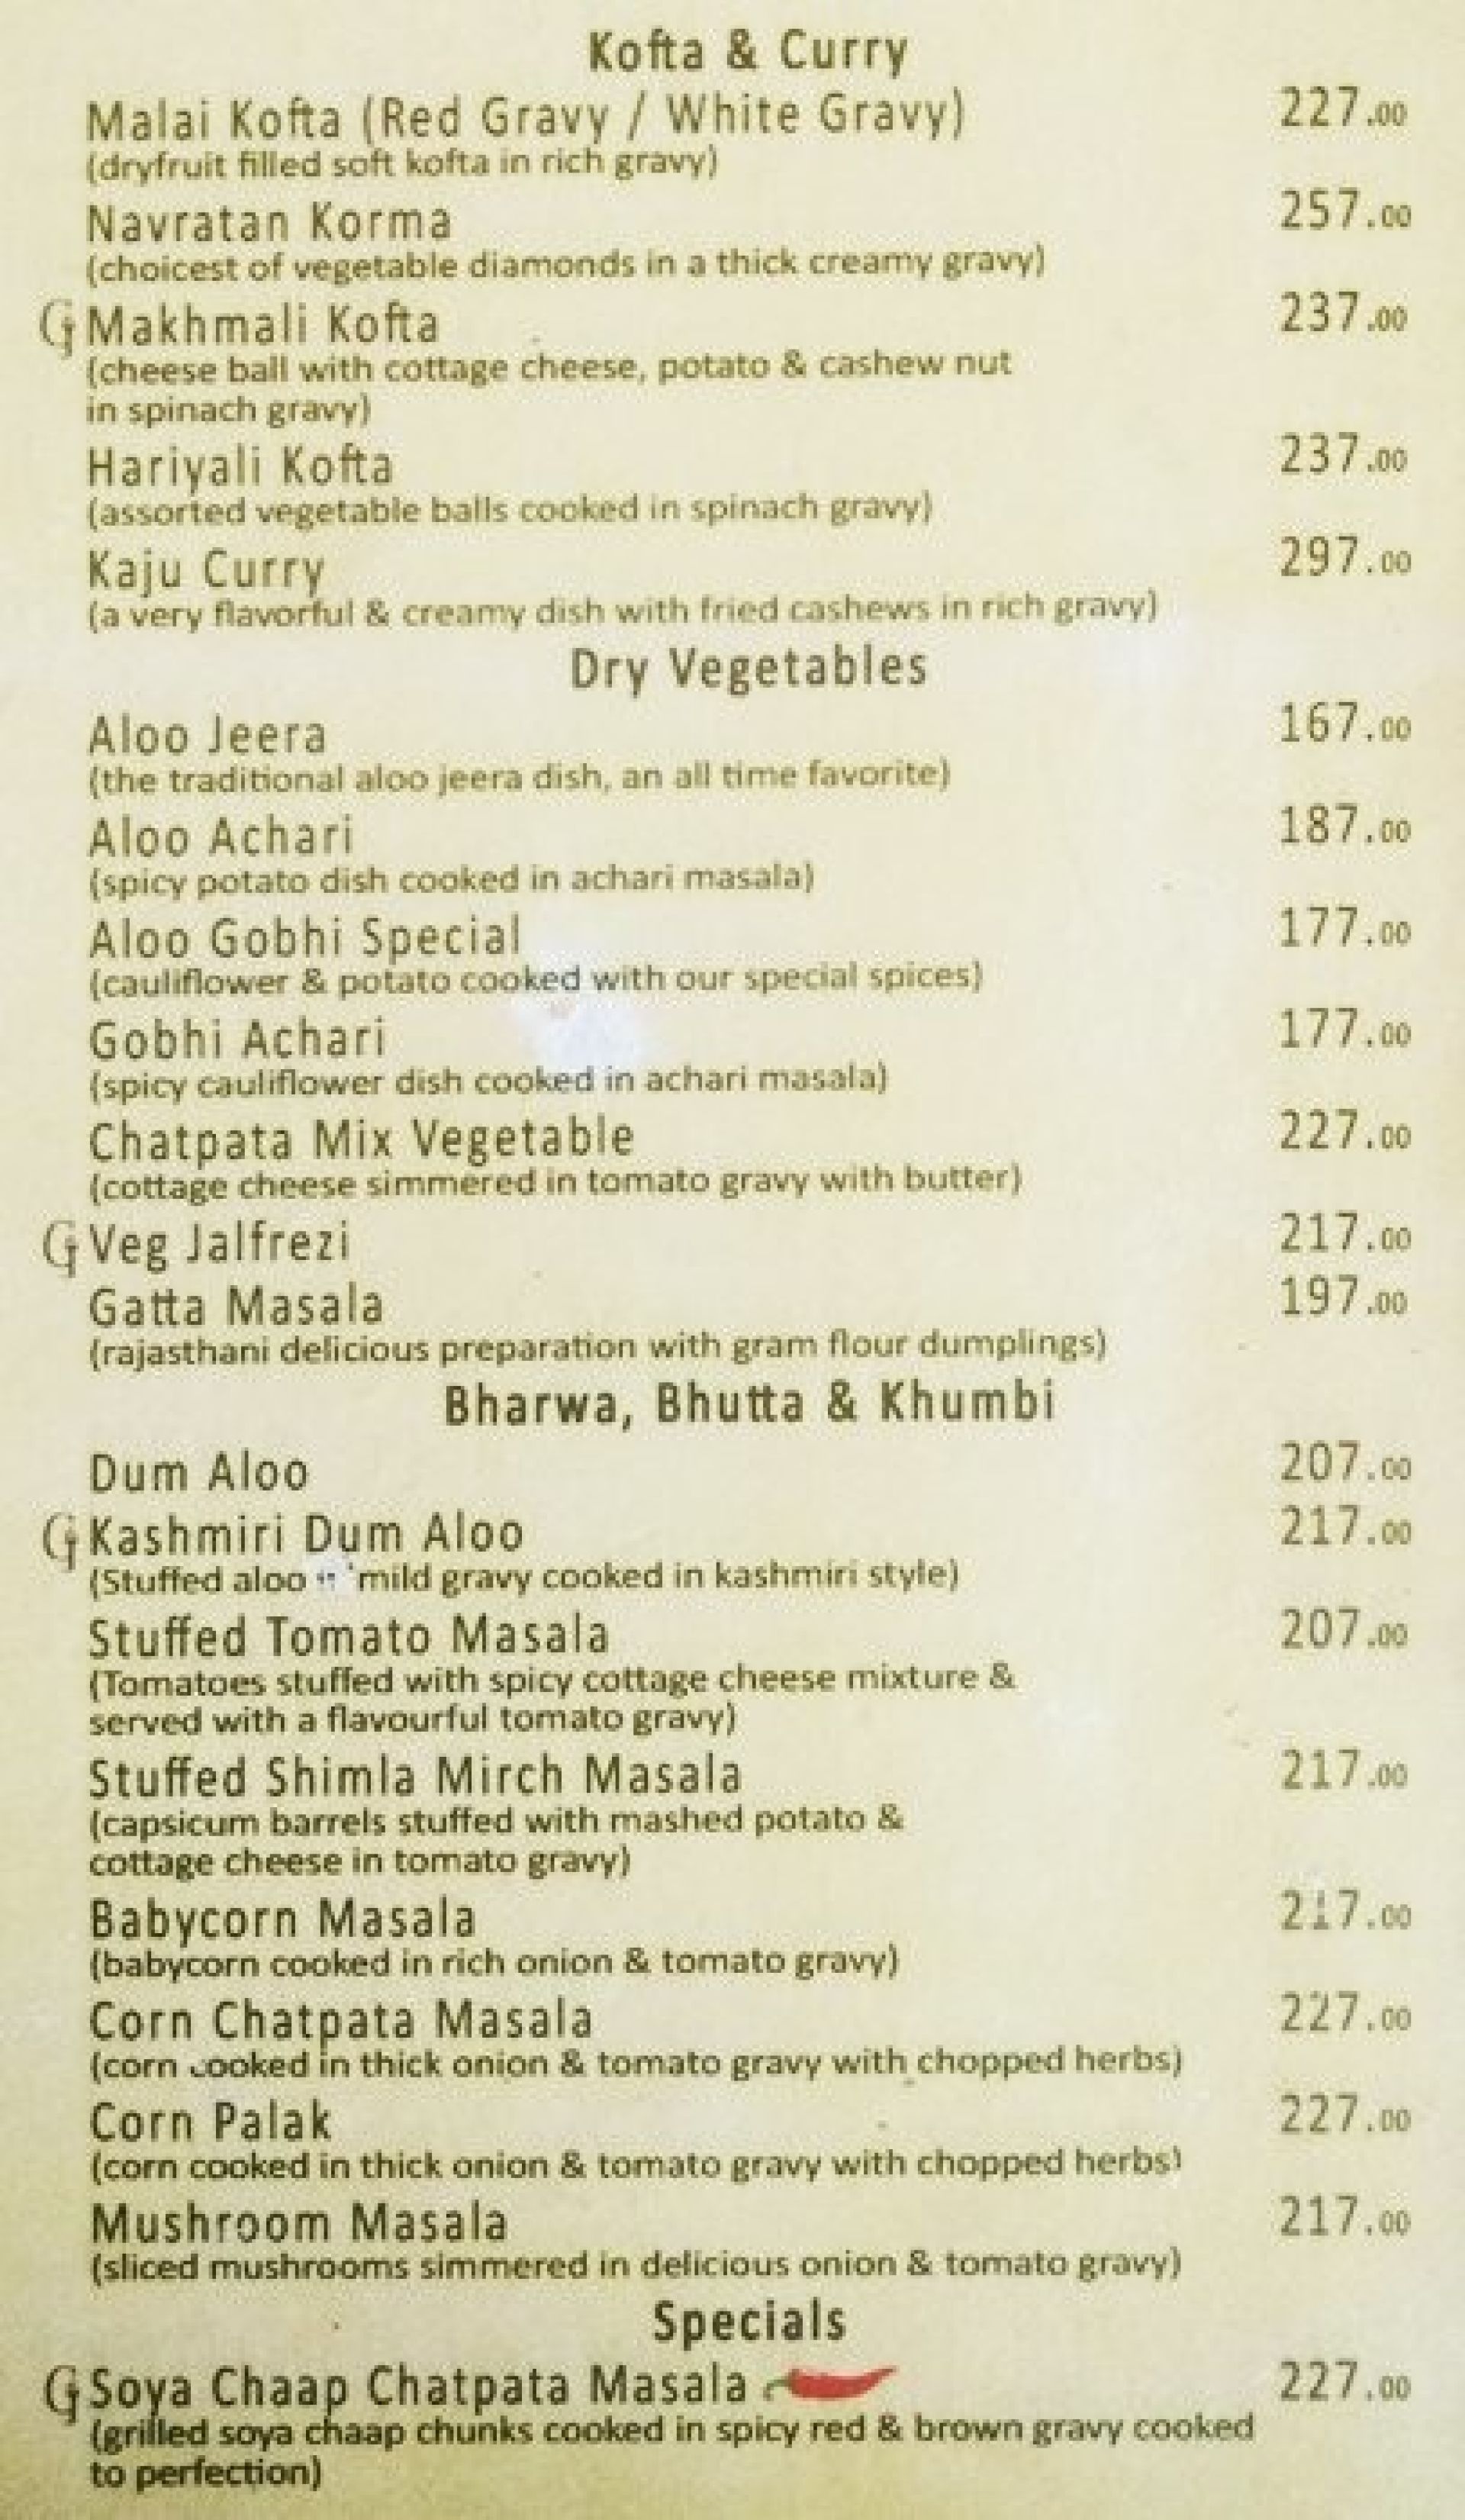 Kofta & Curry
Malai Kofta (Red Gravy / White Gravy) 227.00
(dryfruit filled soft kofta in rich gravy)
Navratan Korma 257.00
(choicest of vegetable diamonds in a thick creamy gravy)
G Makhmali Kofta 237.00
(cheese ball with cottage cheese, potato & cashew nut
in spinach gravy)
Hariyali Kofta 237.00
(assorted vegetable balls cooked in spinach gravy)
Kaju Curry 297.00
(a very flavorful & creamy dish with fried cashews in rich gravy)
Dry Vegetables
Aloo Jeera 167.00
(the traditional aloo jeera dish, an all time favorite)
Aloo Achari 187.00
(spicy potato dish cooked in achari masala)
Aloo Gobhi Special 177.00
(cauliflower & potato cooked with our special spices)
Gobhi Achari 177.00
(spicy cauliflower dish cooked in achari masala)
Chatpata Mix Vegetable 227.00
(cottage cheese simmered in tomato gravy with butter)
G Veg Jalfrezi 217.00
Gatta Masala 197.00
(rajasthani delicious preparation with gram flour dumplings)
Bharwa, Bhutta & Khumbi
Dum Aloo 207.00
G Kashmiri Dum Aloo 217.00
(Stuffed aloo mild gravy cooked in kashmiri style)
Stuffed Tomato Masala 207.00
(Tomatoes stuffed with spicy cottage cheese mixture &
served with a flavourful tomato gravy)
Stuffed Shimla Mirch Masala 217.00
(capsicum barrels stuffed with mashed potato &
cottage cheese in tomato gravy)
Babycorn Masala 217.00
(babycorn cooked in rich onion & tomato gravy)
Corn Chatpata Masala 227.00
(corn cooked in thick onion & tomato gravy with chopped herbs)
Corn Palak 227.00
(corn cooked in thick onion & tomato gravy with chopped herbs)
Mushroom Masala 217.00
(sliced mushrooms simmered in delicious onion & tomato gravy)
Specials
G Soya Chaap Chatpata Masala 227.00
(grilled soya chaap chunks cooked in spicy red & brown gravy cooked
to perfection)